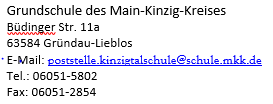 Grundschule des Main-Kinzig-Kreises
Büdinger Str. 11a
63584 Gründau-Lieblos
E-Mail: poststelle.kinzigtalschule@schule.mkk.de
Tel.: 06051-5802
Fax: 06051-2854